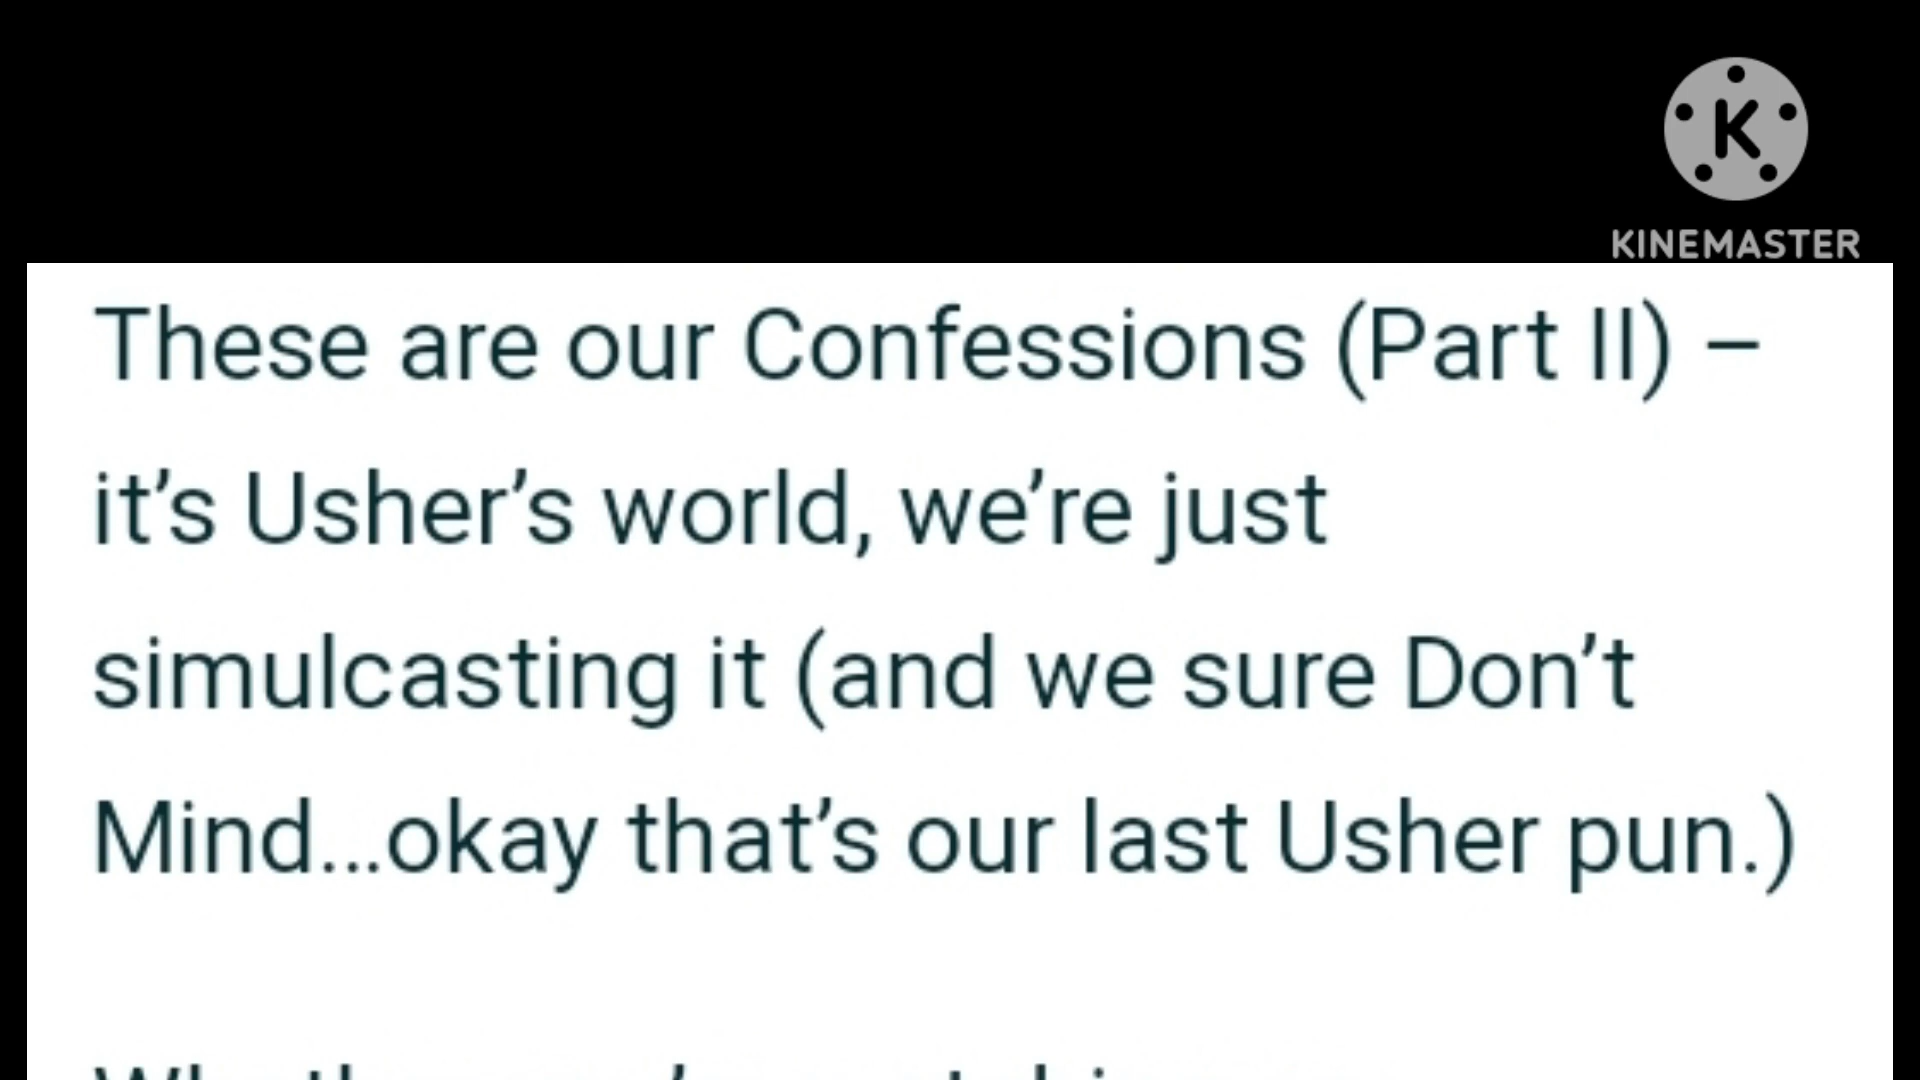 KINEMASTER
These are our Confessions (Part II) –
it’s Usher’s world, we’re just
simulcasting it (and we sure Don’t
Mind...okay that’s our last Usher pun.)